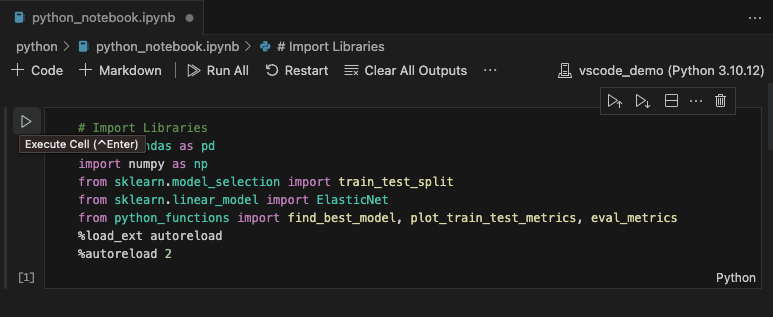 python_notebook.ipynb
python > python_notebook.ipynb > # Import Libraries
+ Code + Markdown Run All Restart Clear All Outputs ... vscode_demo (Python 3.10.12)
# Import Libraries
Execute Cell (^Enter) ndas as pd
import numpy as np
from sklearn.model_selection import train_test_split
from sklearn.linear_model import ElasticNet
from python_functions import find_best_model, plot_train_test_metrics, eval_metrics
%load_ext autoreload
%autoreload 2
[1] Python